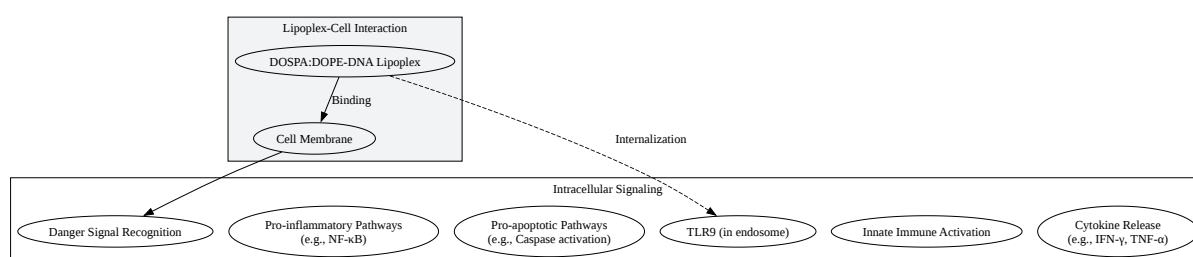 Lipoplex-Cell Interaction
DOSPA:DOPE-DNA Lipoplex
Binding
Cell Membrane
Internalization
Intracellular Signaling
Danger Signal Recognition
Pro-inflammatory Pathways
(e.g., NF-κB)
Pro-apoptotic Pathways
(e.g., Caspase activation)
TLR9 (in endosome)
Innate Immune Activation
Cytokine Release
(e.g., IFN-γ, TNF-α)